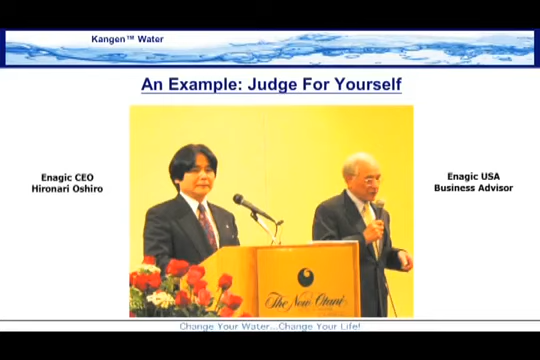 Kangen™ Water
An Example: Judge For Yourself
Enagic CEO
Hironari Oshiro
Enagic USA
Business Advisor
The New Otani
Change Your Water...Change Your Life!